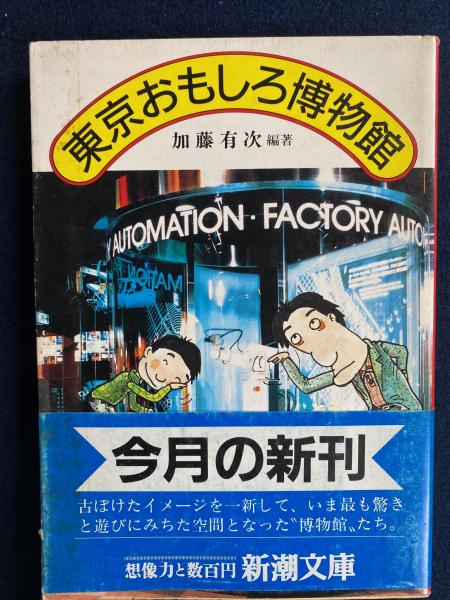 東京おもしろ博物館
加藤有次 編著
Y AUTOMATION・FACTORY AUTO
今月の新刊
古ぼけたイメージを一新して、いま最も驚き
と遊びにみちた空間となった〝博物館〟たち。
想像力と数百円 新潮文庫